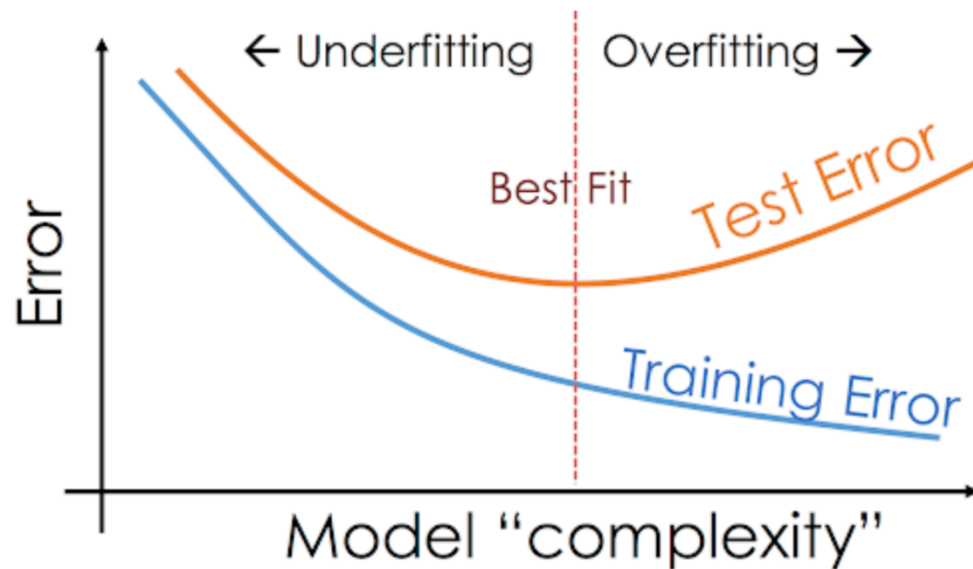 ← Underfitting
Overfitting →
Best Fit
Test Error
Training Error
Error
Model “complexity”